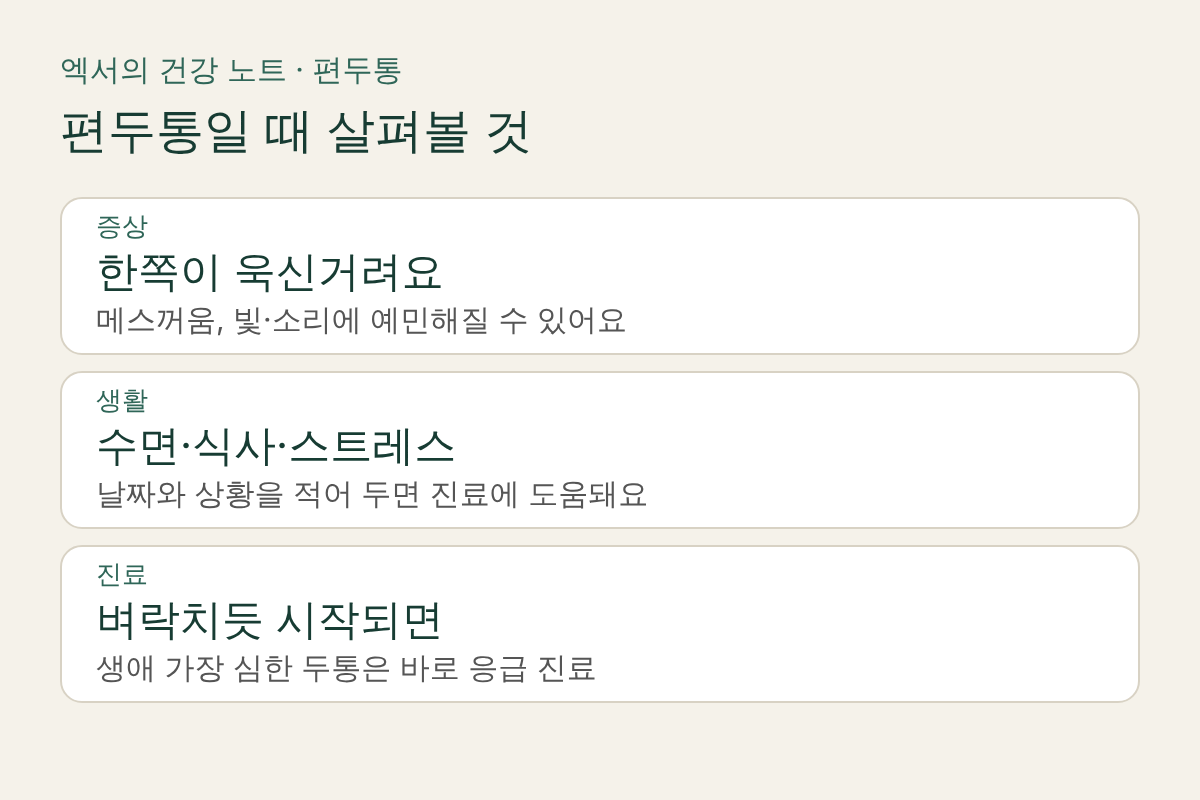 엑서의 건강 노트 · 편두통
편두통일 때 살펴볼 것
증상
한쪽이 욱신거려요
메스꺼움, 빛·소리에 예민해질 수 있어요
생활
수면·식사·스트레스
날짜와 상황을 적어 두면 진료에 도움돼요
진료
벼락치듯 시작되면
생애 가장 심한 두통은 바로 응급 진료